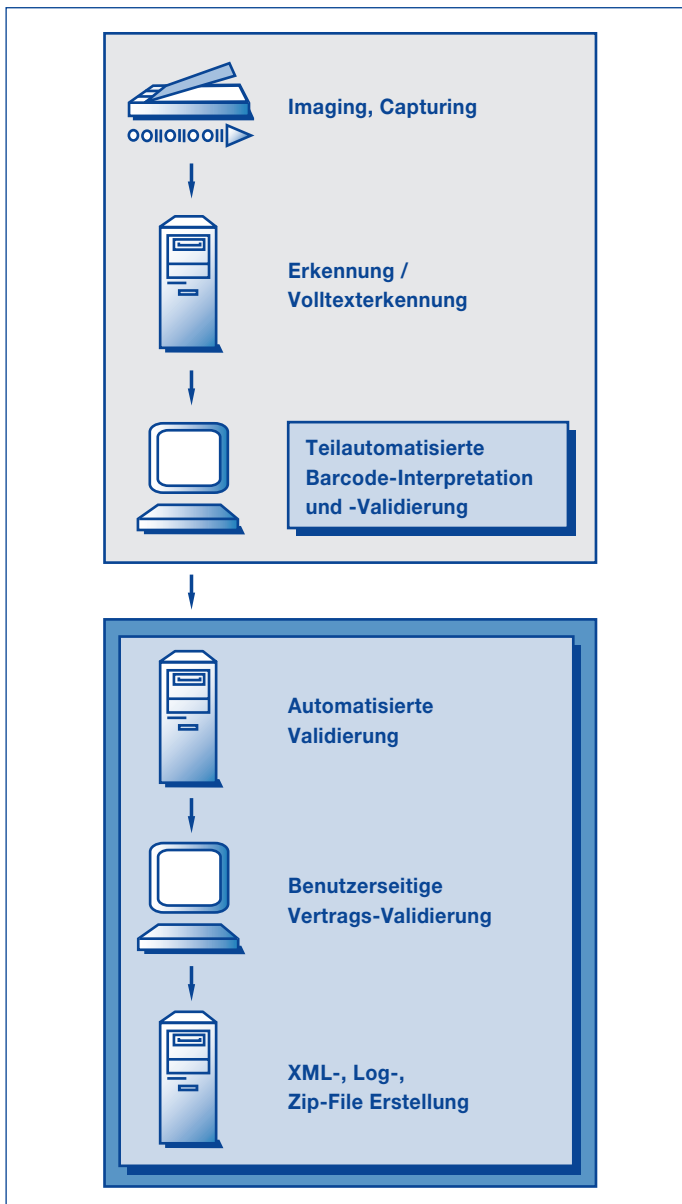 Imaging, Capturing
OOIIOIIOOII
Erkennung /
Volltexterkennung
Teilautomatisierte
Barcode-Interpretation
und -Validierung
Automatisierte
Validierung
Benutzerseitige
Vertrags-Validierung
XML-, Log-,
Zip-File Erstellung